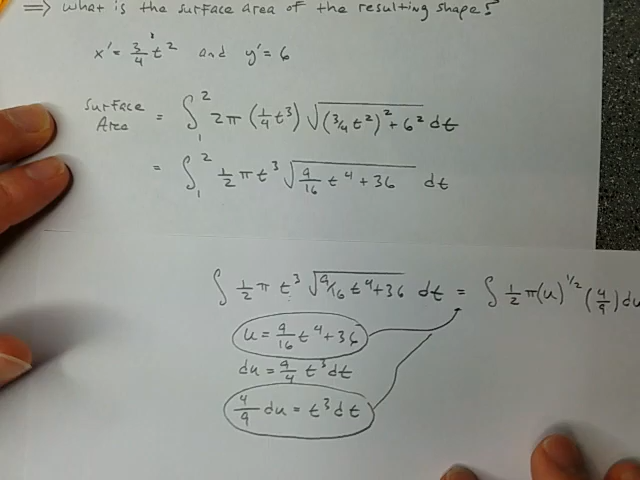 ⇒ what is the surface area of the resulting shape?
x' = 3/4 t² and y' = 6
Surface Area = ∫₁² 2π (1/4 t³) √((3/4 t²)² + 6²) dt
= ∫₁² 1/2 π t³ √(9/16 t⁴ + 36) dt
∫ 1/2 π t³ √(9/16 t⁴ + 36) dt = ∫ 1/2 π (u)^1/2 (4/9) du
u = 9/16 t⁴ + 36
du = 9/4 t³ dt
4/9 du = t³ dt